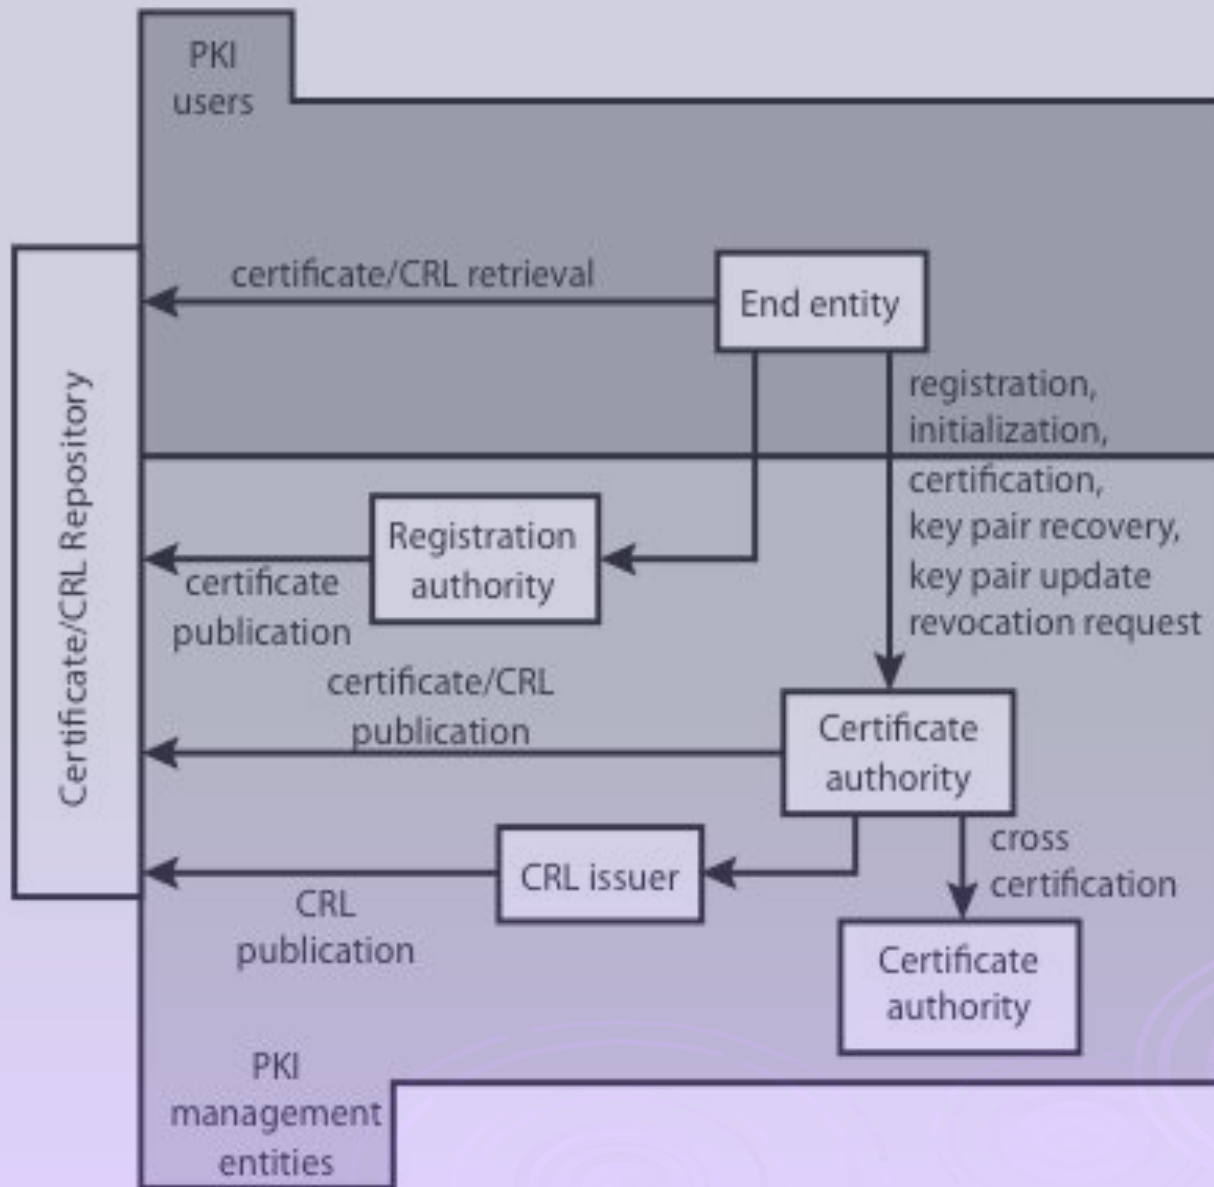 PKI
users
certificate/CRL retrieval
End entity
registration,
initialization,
certification,
key pair recovery,
key pair update
revocation request
Certificate/CRL Repository
Registration
authority
certificate
publication
certificate/CRL
publication
Certificate
authority
CRL issuer
CRL
publication
cross
certification
Certificate
authority
PKI
management
entities